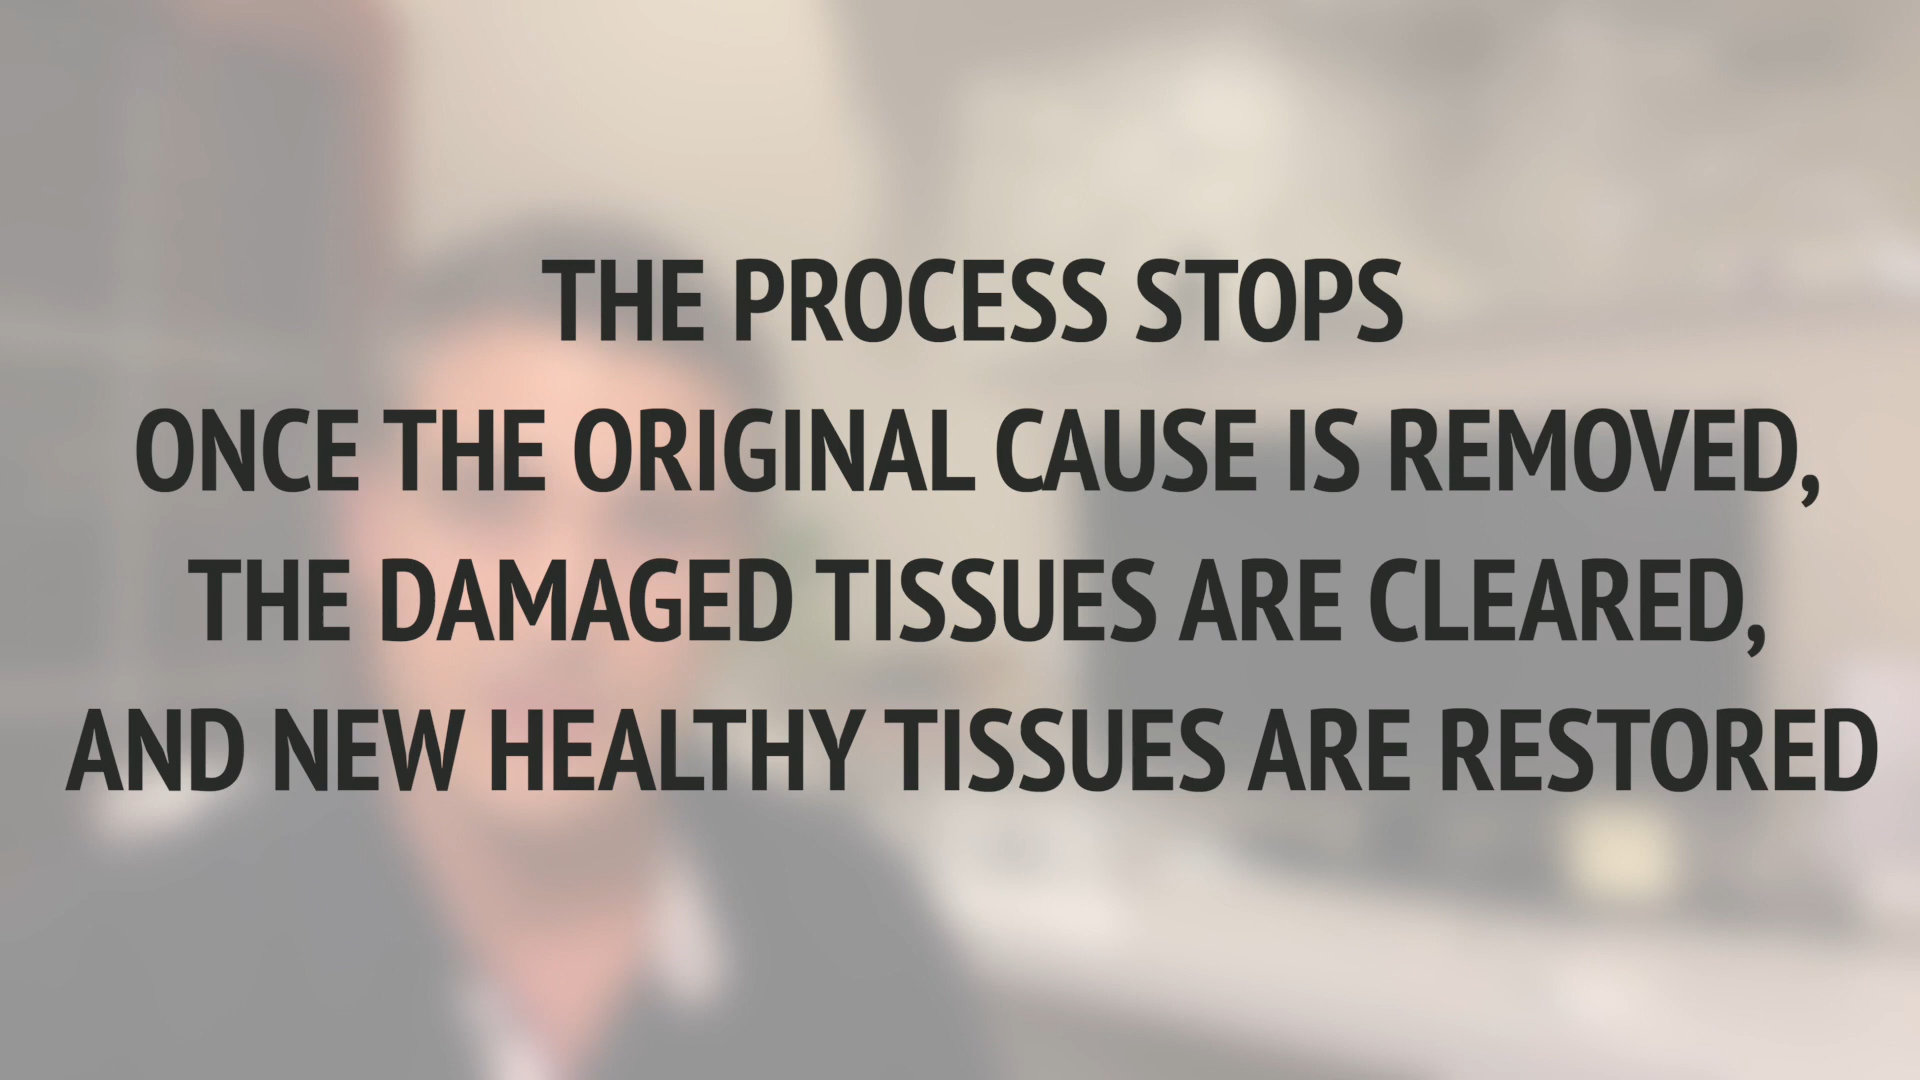 THE PROCESS STOPS
ONCE THE ORIGINAL CAUSE IS REMOVED,
THE DAMAGED TISSUES ARE CLEARED,
AND NEW HEALTHY TISSUES ARE RESTORED